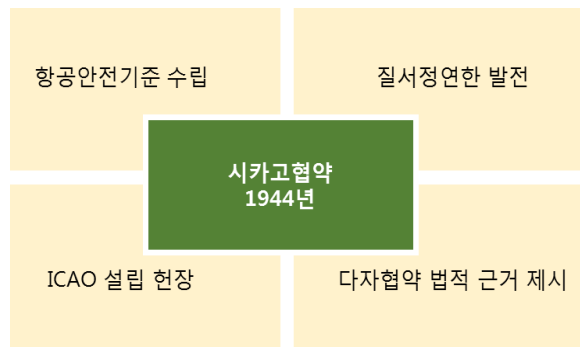 항공안전기준 수립
질서정연한 발전
시카고협약
1944년
ICAO 설립 헌장
다자협약 법적 근거 제시